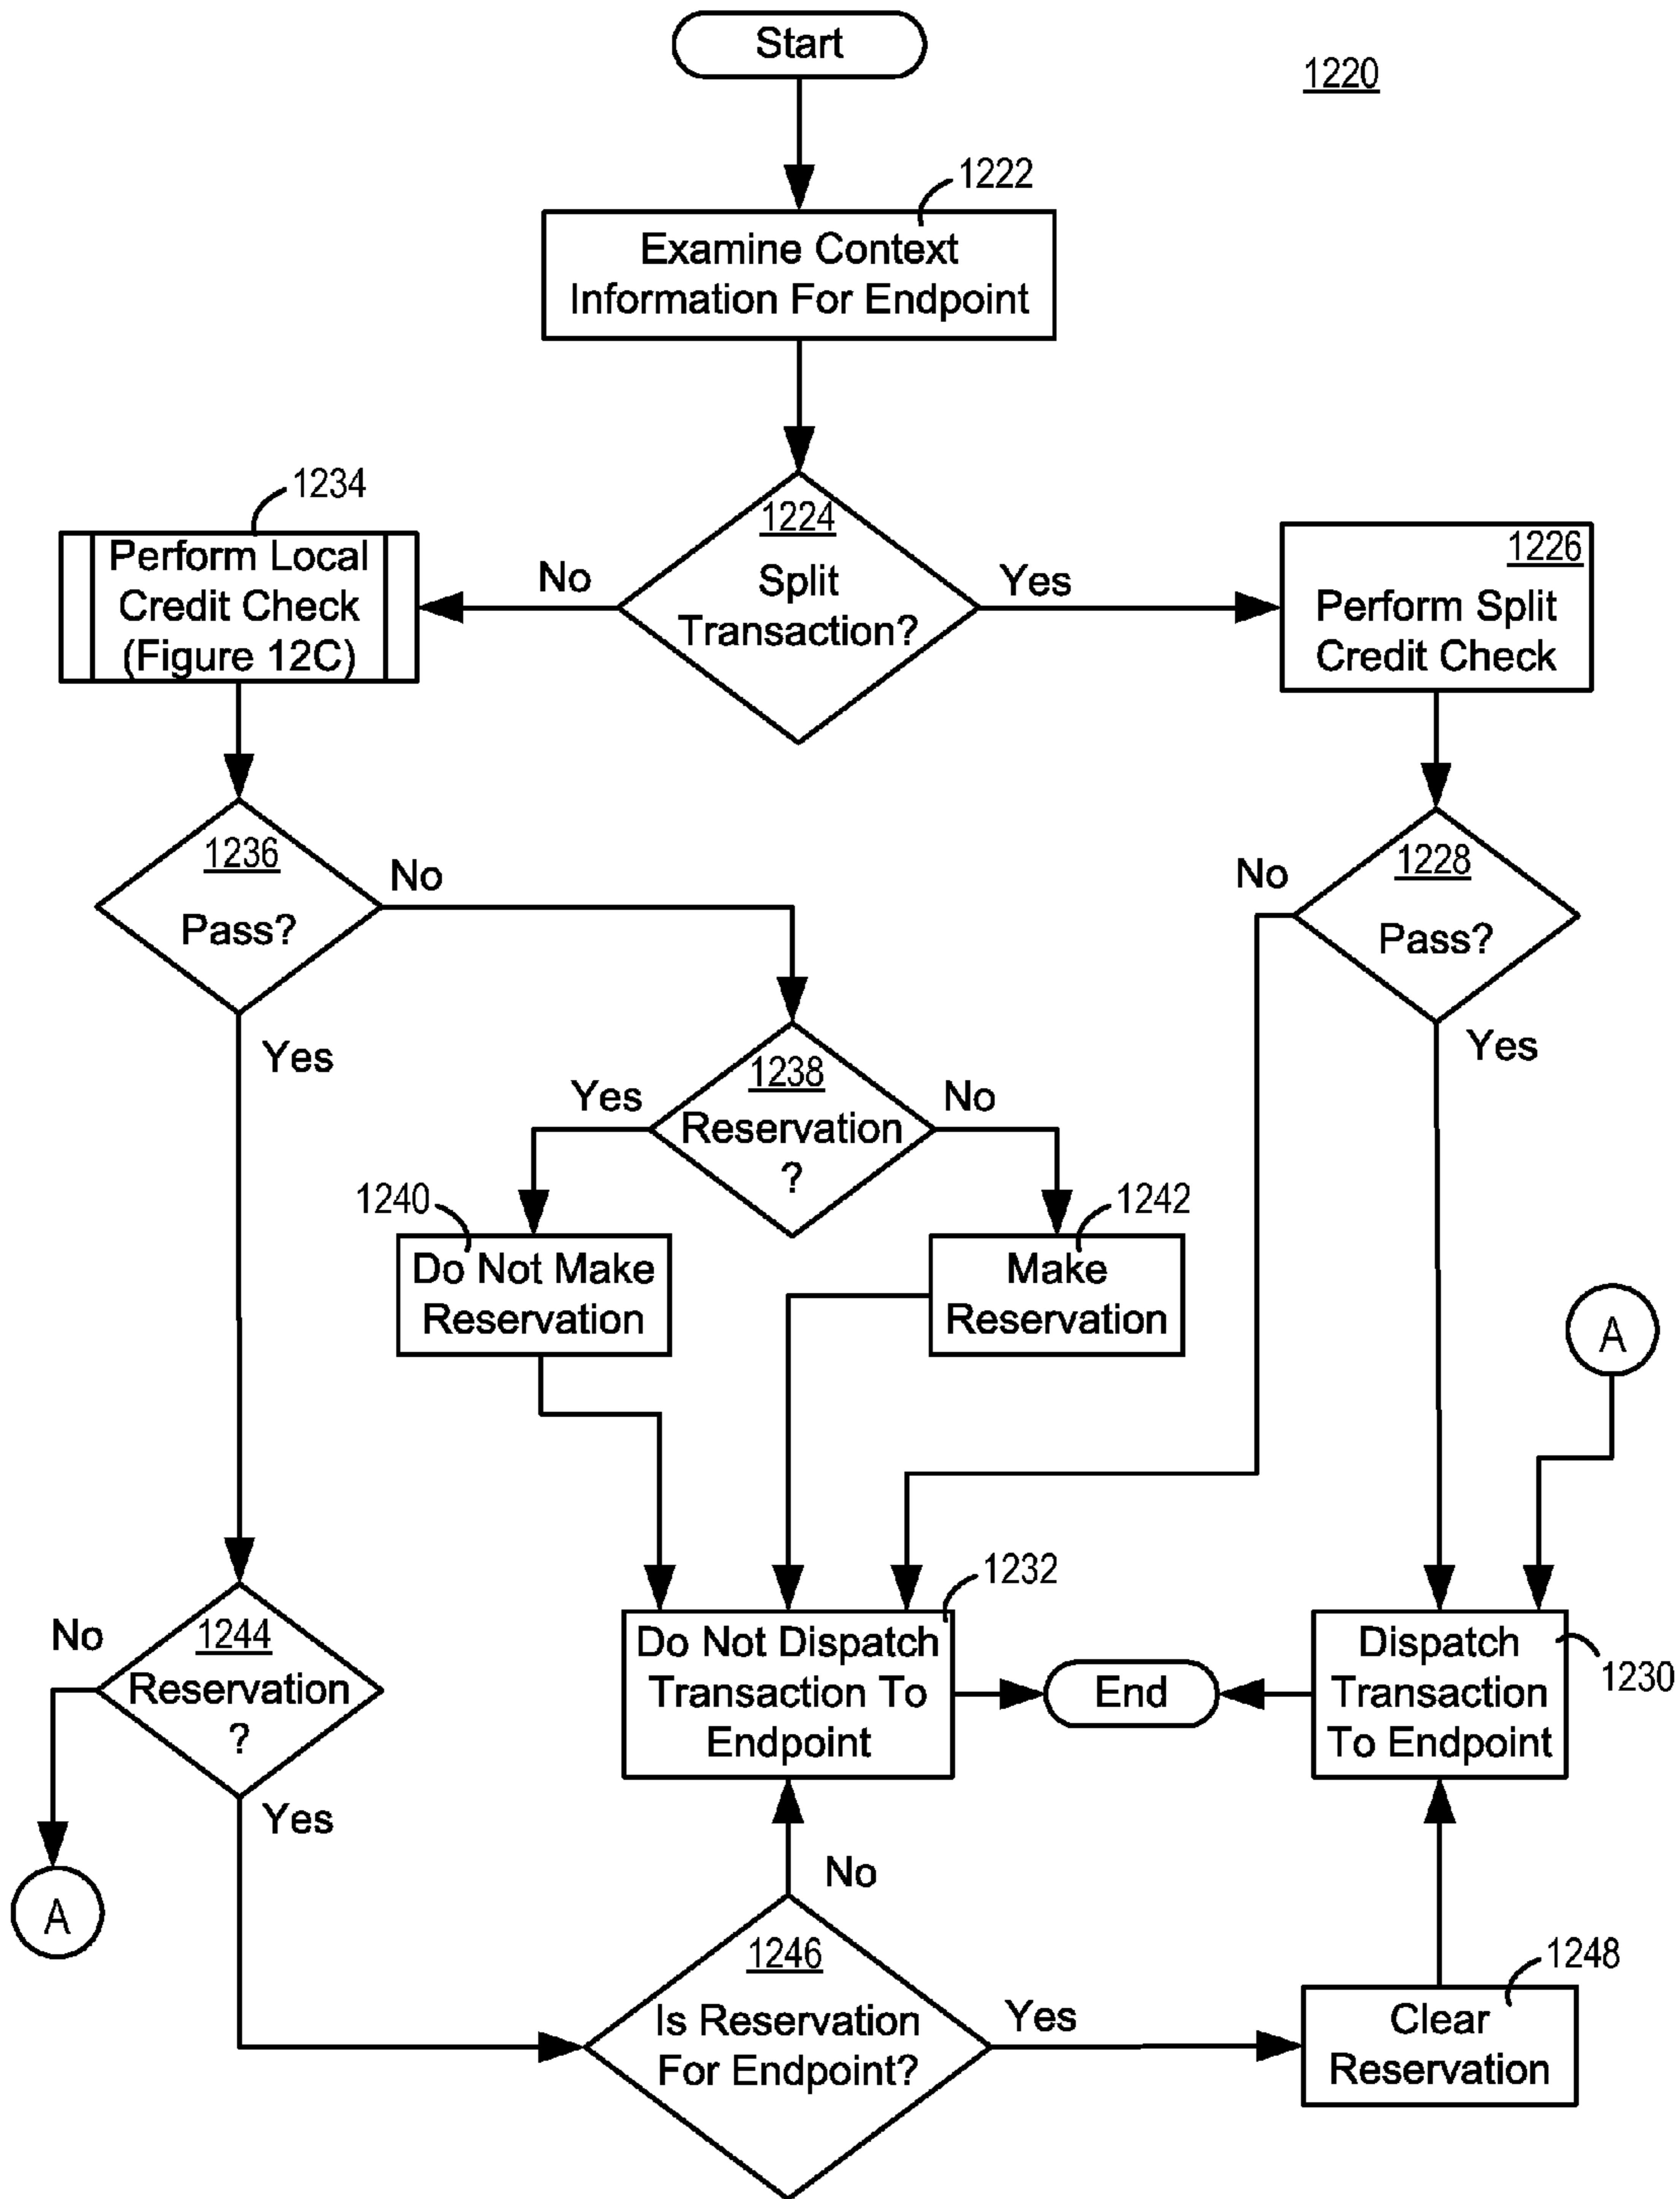 Start
1220
1222
Examine Context
Information For Endpoint
1234
Perform Local
Credit Check
(Figure 12C)
No
1224
Split
Transaction?
Yes
1226
Perform Split
Credit Check
1236
Pass?
No
Yes
No
1228
Pass?
Yes
Yes
1238
Reservation
?
No
1240
Do Not Make
Reservation
1242
Make
Reservation
A
No
1244
Reservation
?
Yes
A
1232
Do Not Dispatch
Transaction To
Endpoint
End
Dispatch
Transaction
To Endpoint
1230
No
1246
Is Reservation
For Endpoint?
Yes
1248
Clear
Reservation